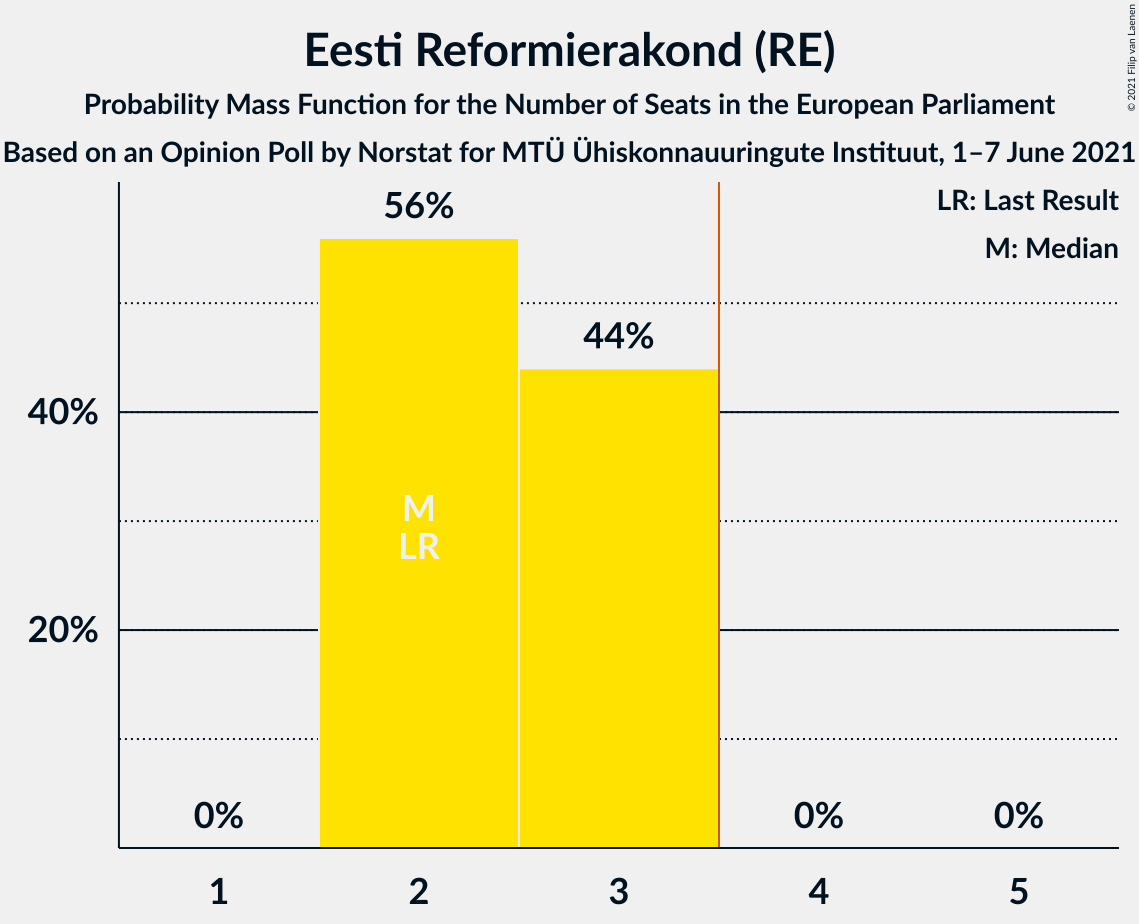 Eesti Reformierakond (RE)
Probability Mass Function for the Number of Seats in the European Parliament
Based on an Opinion Poll by Norstat for MTÜ Ühiskonnauuringute Instituut, 1–7 June 2021
© 2021 Filip van Laenen
LR: Last Result
M: Median
56%
44%
40%
M
LR
20%
0%
0%
0%
1
2
3
4
5